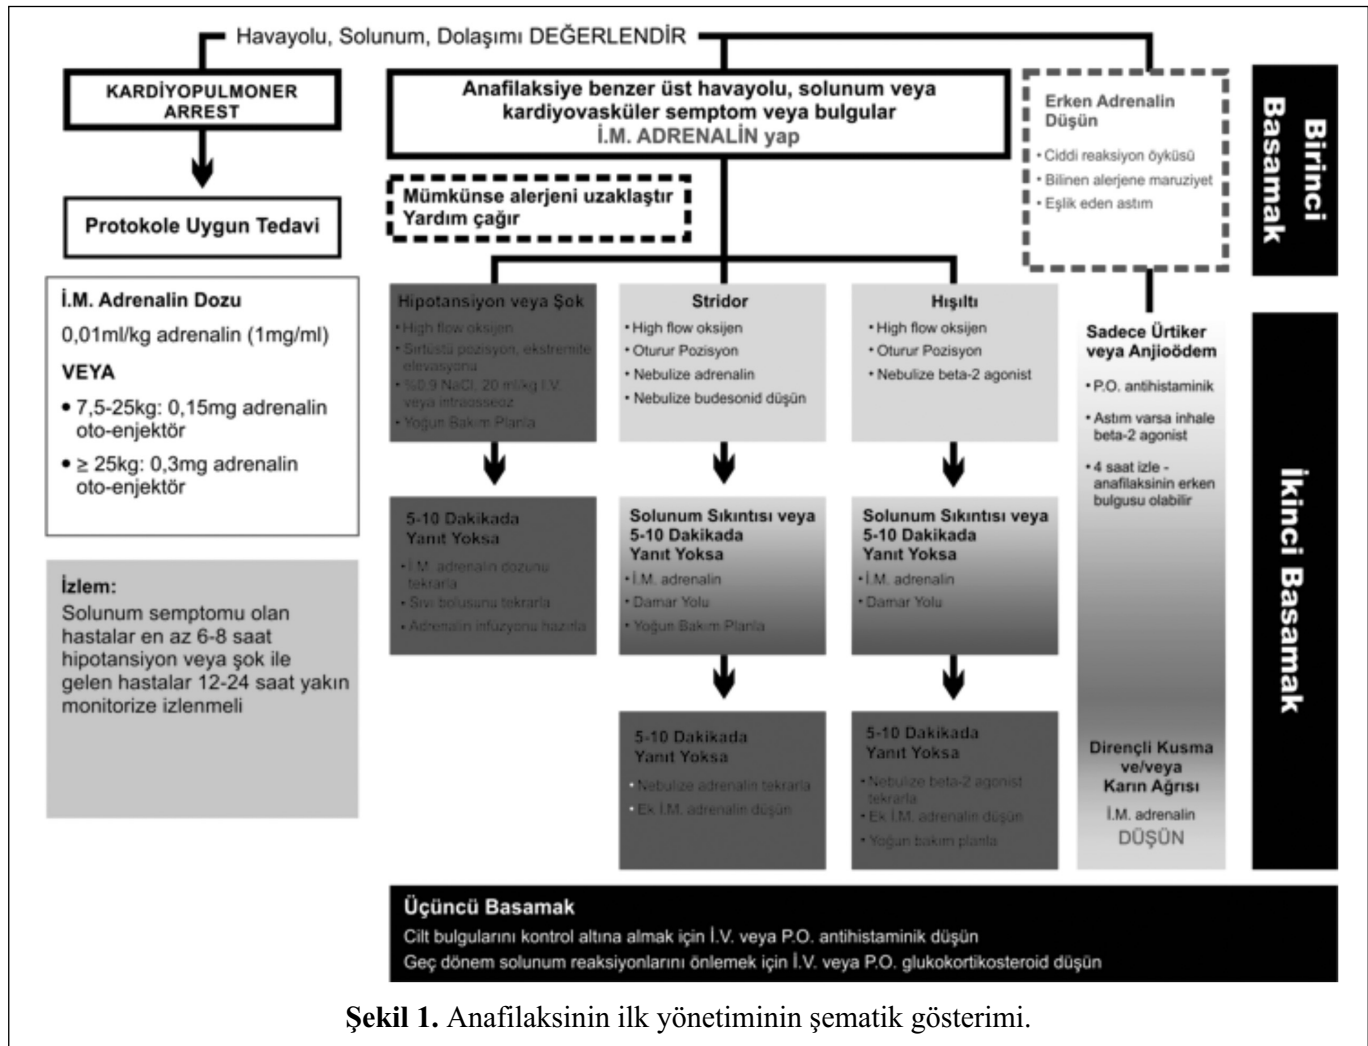 Havayolu, Solunum, Dolaşımı DEĞERLENDİR
KARDİYOPULMONER
ARREST
Protokole Uygun Tedavi
Anafilaksiye benzer üst havayolu, solunum veya
kardiyovasküler semptom veya bulgular
İ.M. ADRENALİN yap
Mümkünse alerjeni uzaklaştır
Yardım çağır
Erken Adrenalin
Düşün
• Ciddi reaksiyon öyküsü
• Bilinen alerjene maruziyet
• Eşlik eden astım
Birinci
Basamak
İ.M. Adrenalin Dozu
0,01ml/kg adrenalin (1mg/ml)
VEYA
• 7,5-25kg: 0,15mg adrenalin
oto-enjektör
• ≥ 25kg: 0,3mg adrenalin
oto-enjektör
İzlem:
Solunum semptomu olan
hastalar en az 6-8 saat
hipotansiyon veya şok ile
gelen hastalar 12-24 saat yakın
monitorize izlenmeli
Hipotansiyon veya Şok
• High flow oksijen
• Sırtüstü pozisyon, ekstremite
elevasyonu
• %0.9 NaCl, 20 ml/kg I.V.
veya intraosseoz
• Yoğun Bakım Planla
5-10 Dakikada
Yanıt Yoksa
• İ.M. adrenalin dozunu
tekrarla
• Sıvı bolusunu tekrarla
• Adrenalin infüzyonu hazırla
Stridor
• High flow oksijen
• Oturur Pozisyon
• Nebulize adrenalin
• Nebulize budesonid düşün
Solunum Sıkıntısı veya
5-10 Dakikada
Yanıt Yoksa
• İ.M. adrenalin
• Damar Yolu
• Yoğun Bakım Planla
5-10 Dakikada
Yanıt Yoksa
• Nebulize adrenalin tekrarla
• Ek İ.M. adrenalin düşün
Hışıltı
• High flow oksijen
• Oturur Pozisyon
• Nebulize beta-2 agonist
Solunum Sıkıntısı veya
5-10 Dakikada
Yanıt Yoksa
• İ.M. adrenalin
• Damar Yolu
5-10 Dakikada
Yanıt Yoksa
• Nebulize beta-2 agonist
tekrarla
• Ek İ.M. adrenalin düşün
• Yoğun bakım planla
Sadece Ürtiker
veya Anjioödem
• P.O. antihistaminik
• Astım varsa inhale
beta-2 agonist
• 4 saat izle -
anafilaksinin erken
bulgusu olabilir
Dirençli Kusma
ve/veya
Karın Ağrısı
İ.M. adrenalin
DÜŞÜN
İkinci Basamak
Üçüncü Basamak
Cilt bulgularını kontrol altına almak için İ.V. veya P.O. antihistaminik düşün
Geç dönem solunum reaksiyonlarını önlemek için İ.V. veya P.O. glukokortikosteroid düşün
Şekil 1. Anafilaksinin ilk yönetiminin şematik gösterimi.